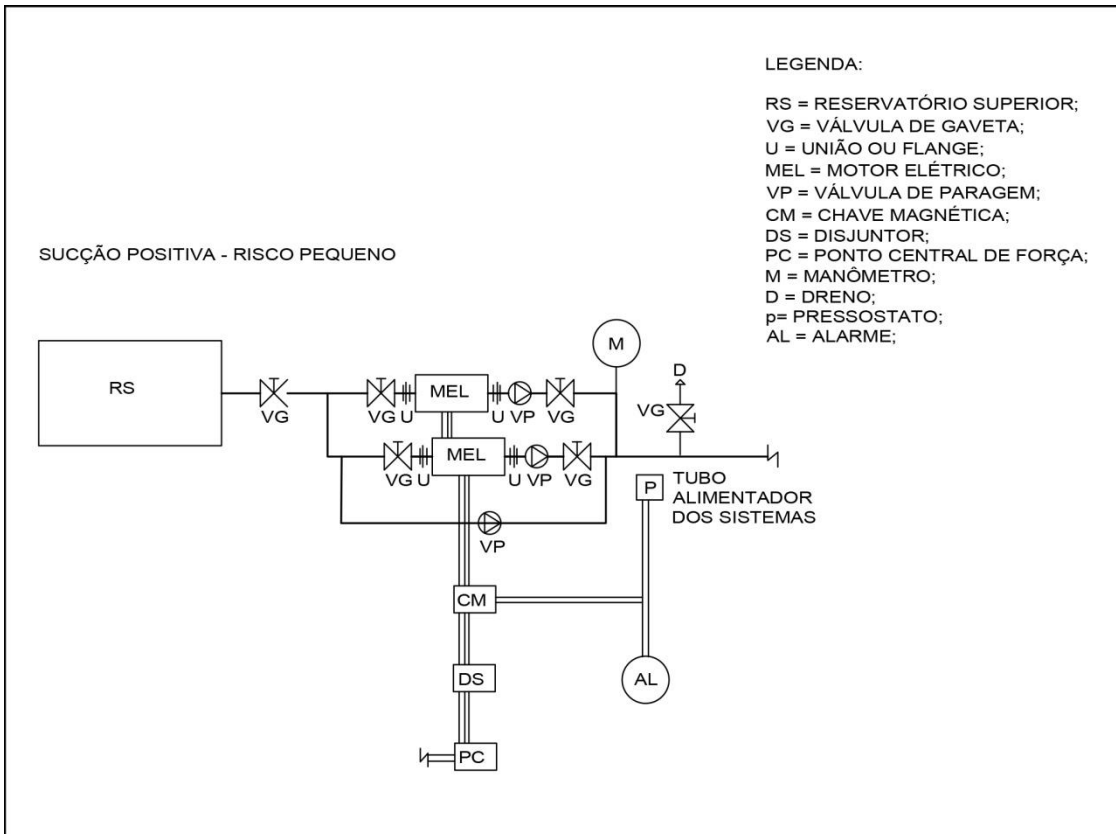 LEGENDA:
RS = RESERVATÓRIO SUPERIOR;
VG = VÁLVULA DE GAVETA;
U = UNIÃO OU FLANGE;
MEL = MOTOR ELÉTRICO;
VP = VÁLVULA DE PARAGEM;
CM = CHAVE MAGNÉTICA;
DS = DISJUNTOR;
PC = PONTO CENTRAL DE FORÇA;
M = MANÔMETRO;
D = DRENO;
p= PRESSOSTATO;
AL = ALARME;
SUCÇÃO POSITIVA - RISCO PEQUENO
M
D
RS
MEL
VG
VG U
U VP
VG
VG
MEL
VG U
U VP
VG
P
TUBO
ALIMENTADOR
DOS SISTEMAS
VP
CM
DS
AL
PC